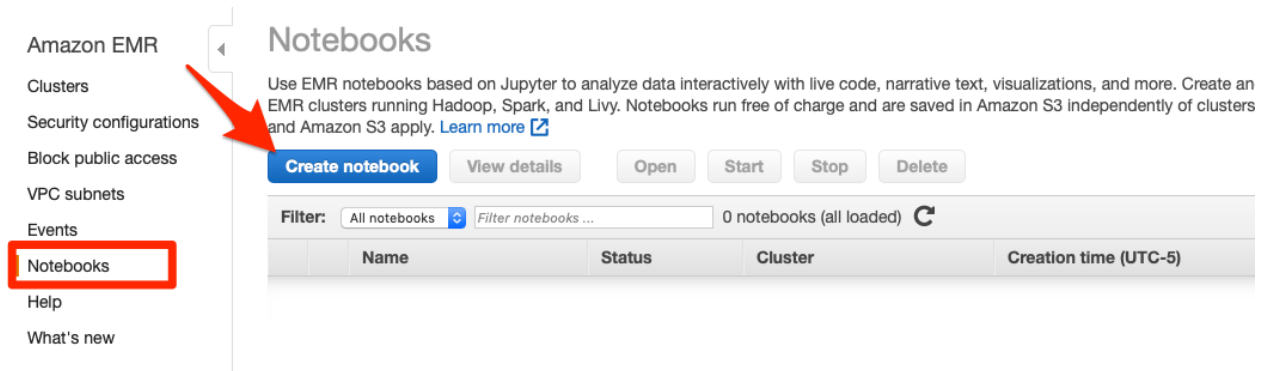 Amazon EMR
Clusters
Security configurations
Block public access
VPC subnets
Events
Notebooks
Help
What's new
Notebooks
Use EMR notebooks based on Jupyter to analyze data interactively with live code, narrative text, visualizations, and more. Create an
EMR clusters running Hadoop, Spark, and Livy. Notebooks run free of charge and are saved in Amazon S3 independently of clusters
and Amazon S3 apply. Learn more
Create notebook View details Open Start Stop Delete
Filter: All notebooks Filter notebooks ... 0 notebooks (all loaded)
Name Status Cluster Creation time (UTC-5)